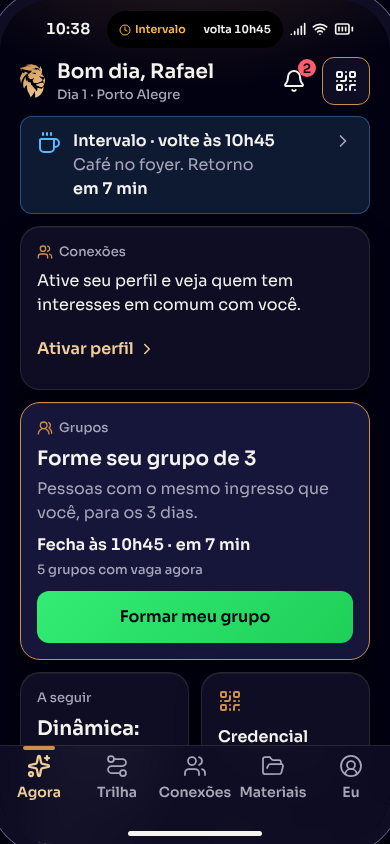 10:38
Intervalo volta 10h45
Bom dia, Rafael
2
Dia 1 · Porto Alegre
Intervalo · volte às 10h45
Café no foyer. Retorno
em 7 min
Conexões
Ative seu perfil e veja quem tem
interesses em comum com você.
Ativar perfil
Grupos
Forme seu grupo de 3
Pessoas com o mesmo ingresso que
você, para os 3 dias.
Fecha às 10h45 · em 7 min
5 grupos com vaga agora
Formar meu grupo
A seguir
Dinâmica:
Credencial
Agora Trilha Conexões Materiais Eu